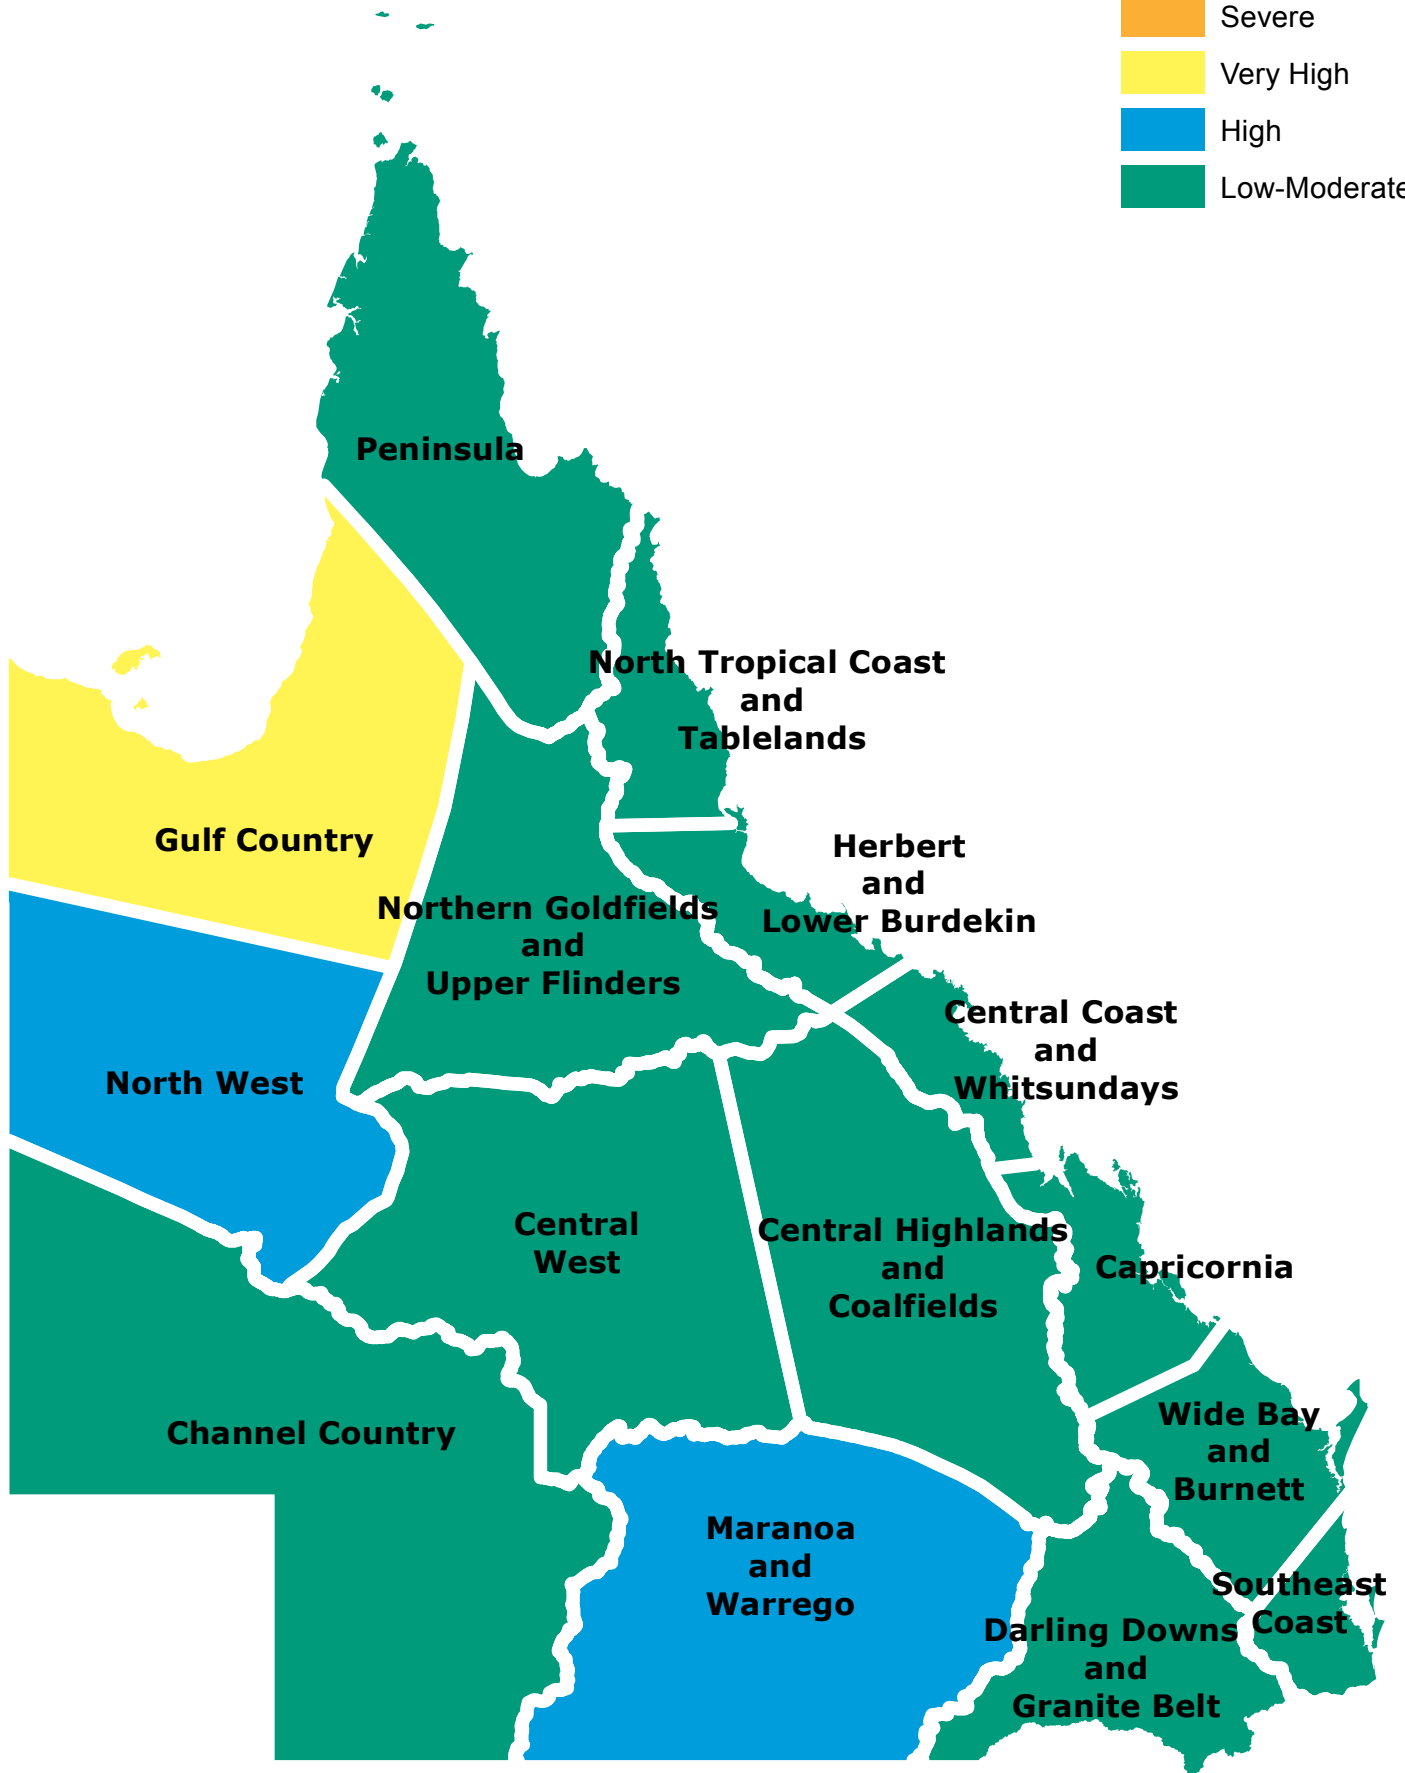 Severe
Very High
High
Low-Moderate
Peninsula
North Tropical Coast
and
Tablelands
Gulf Country
Herbert
and
Lower Burdekin
Northern Goldfields
and
Upper Flinders
Central Coast
and
Whitsundays
North West
Central
West
Central Highlands
and
Coalfields
Capricornia
Channel Country
Wide Bay
and
Burnett
Maranoa
and
Warrego
Southeast
Coast
Darling Downs
and
Granite Belt